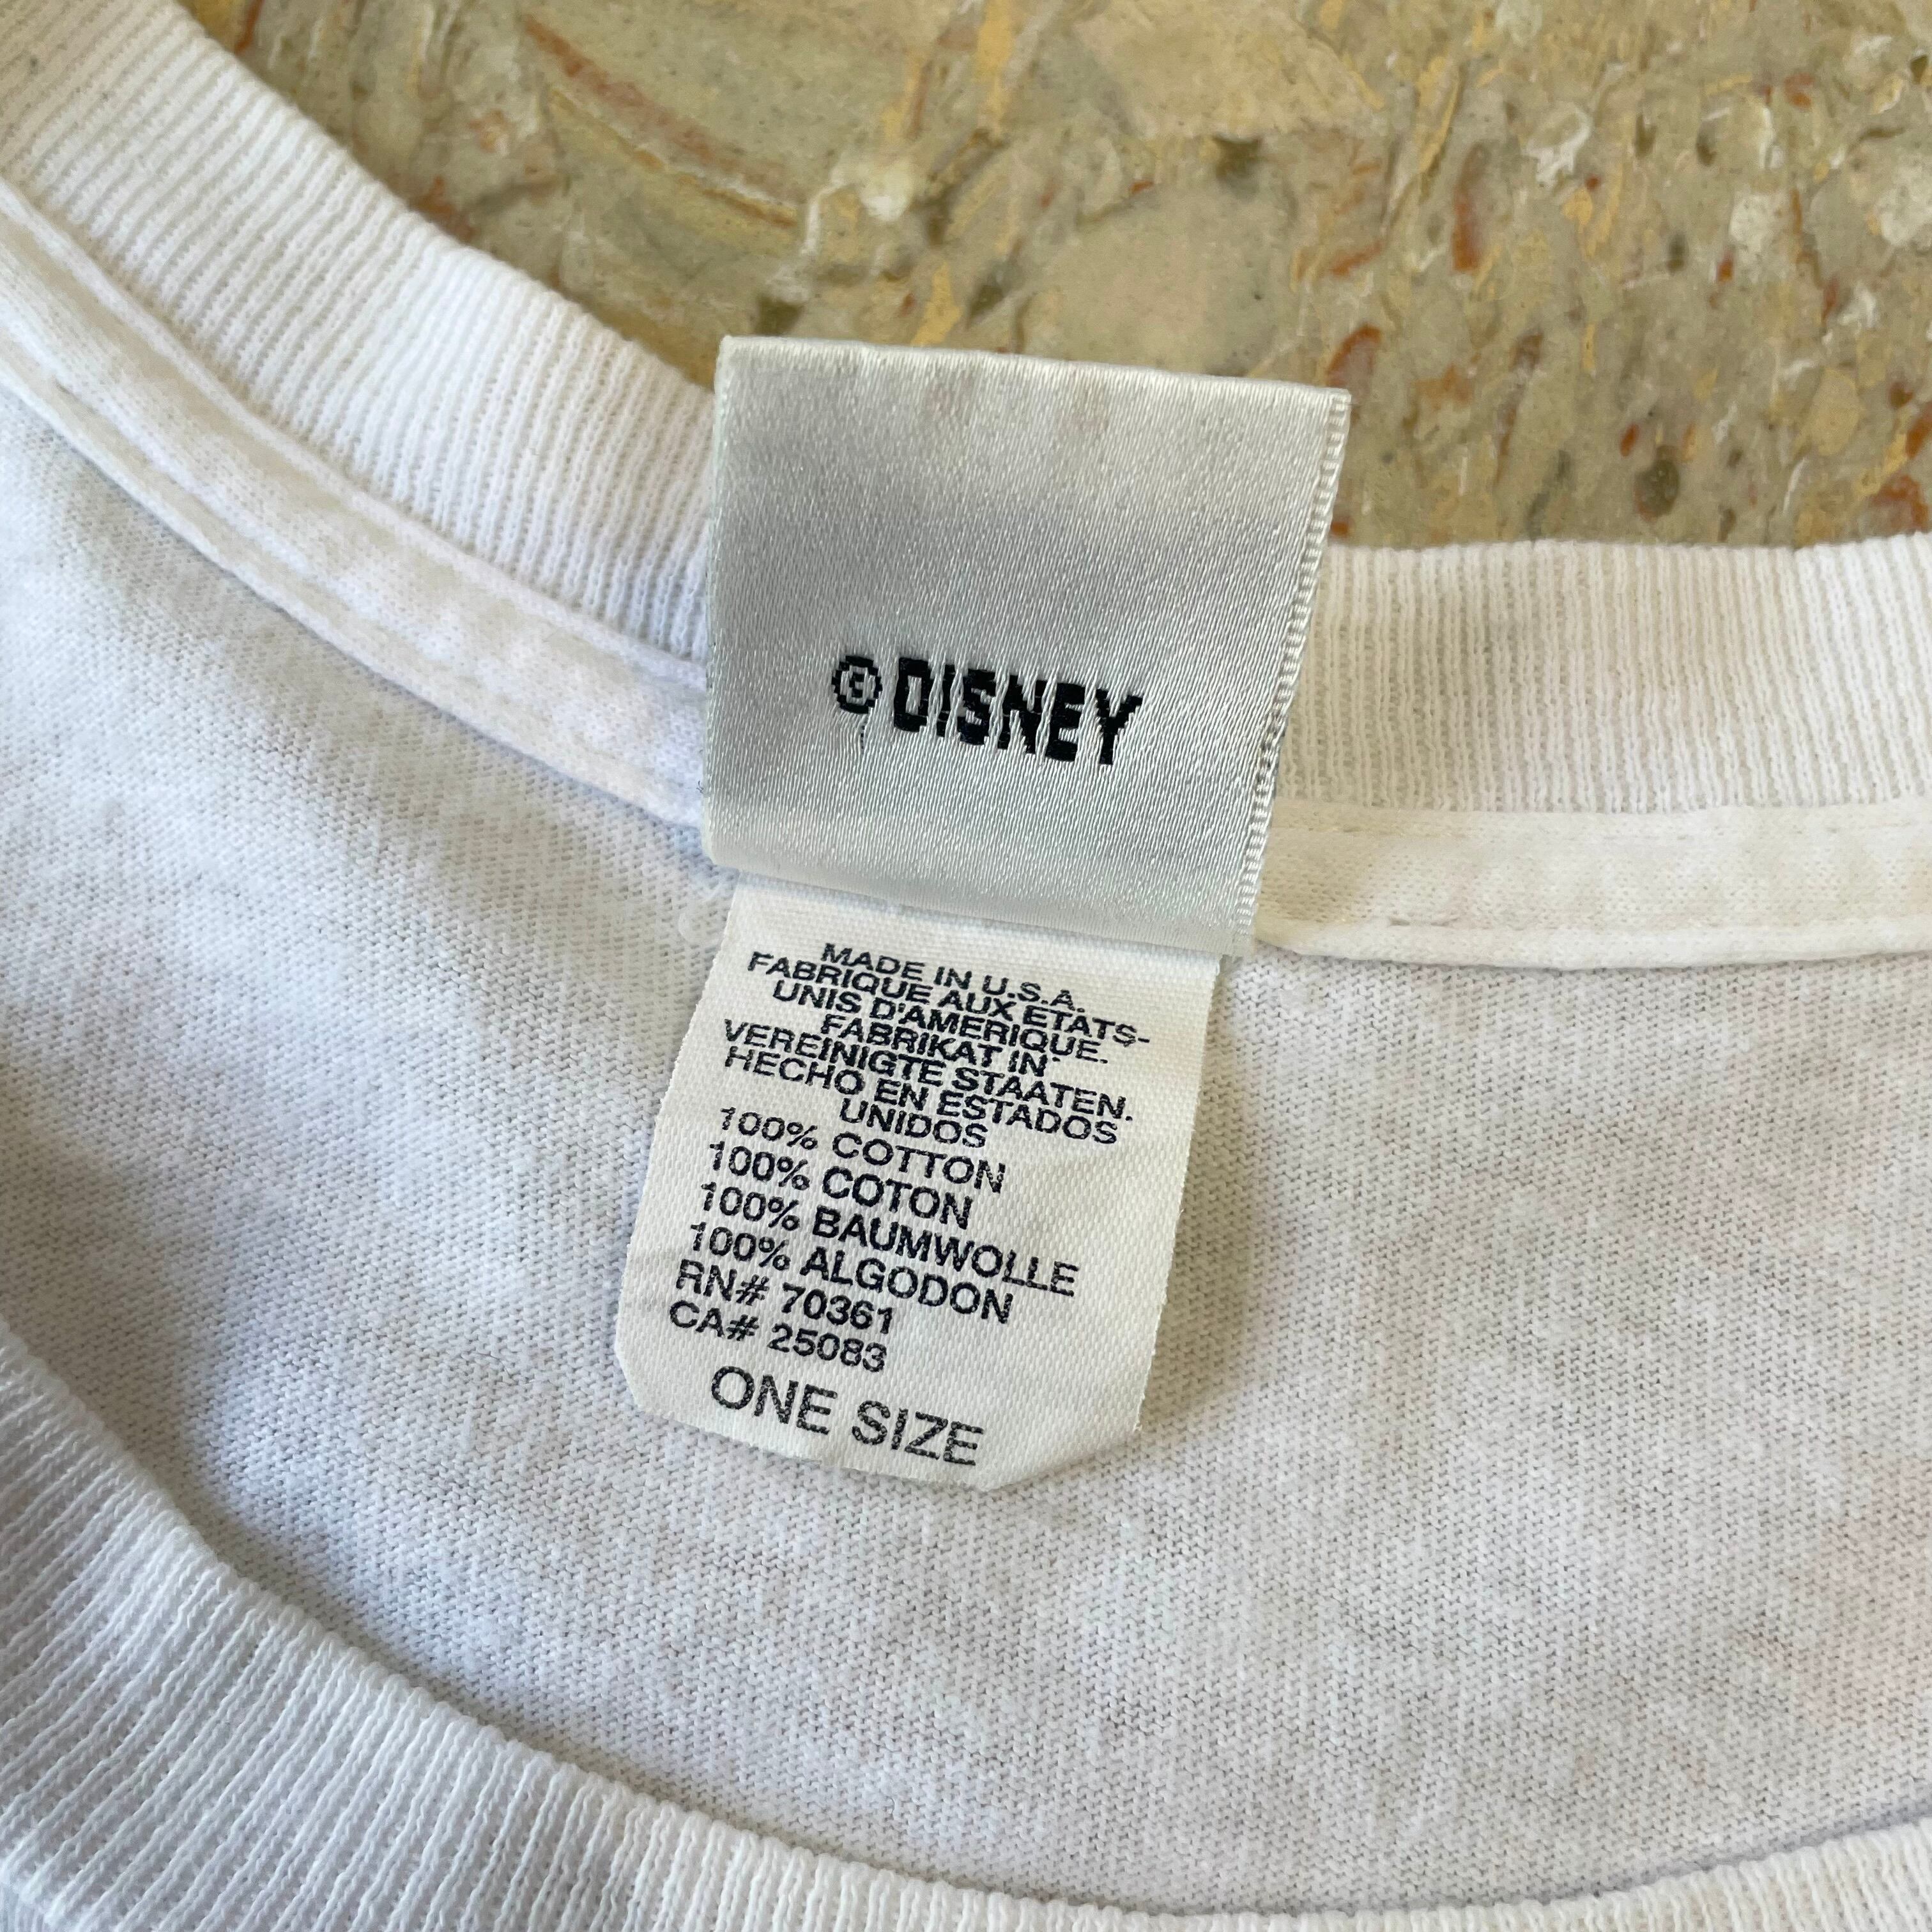 © DISNEY
MADE IN U.S.A.
FABRIQUE AUX ETATS-
UNIS D'AMERIQUE.
FABRIKAT IN
VEREINIGTE STAATEN.
HECHO EN ESTADOS
UNIDOS
100% COTTON
100% COTON
100% BAUMWOLLE
100% ALGODON
RN# 70361
CA# 25083
ONE SIZE